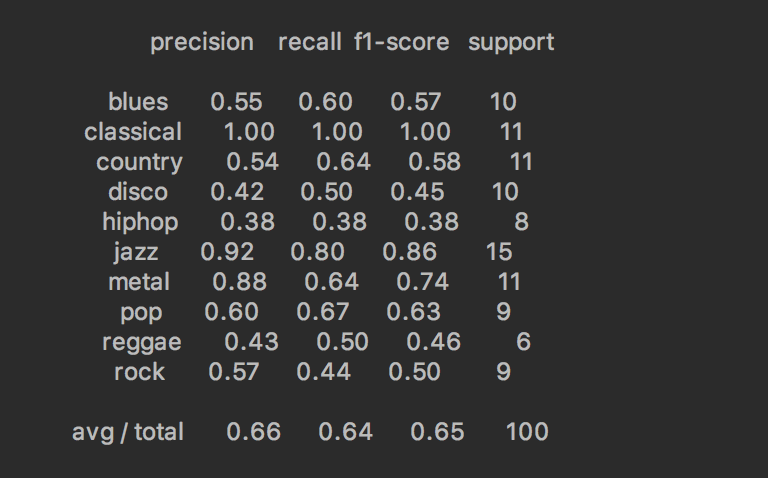 precision recall f1-score support
blues 0.55 0.60 0.57 10
classical 1.00 1.00 1.00 11
country 0.54 0.64 0.58 11
disco 0.42 0.50 0.45 10
hiphop 0.38 0.38 0.38 8
jazz 0.92 0.80 0.86 15
metal 0.88 0.64 0.74 11
pop 0.60 0.67 0.63 9
reggae 0.43 0.50 0.46 6
rock 0.57 0.44 0.50 9
avg / total 0.66 0.64 0.65 100